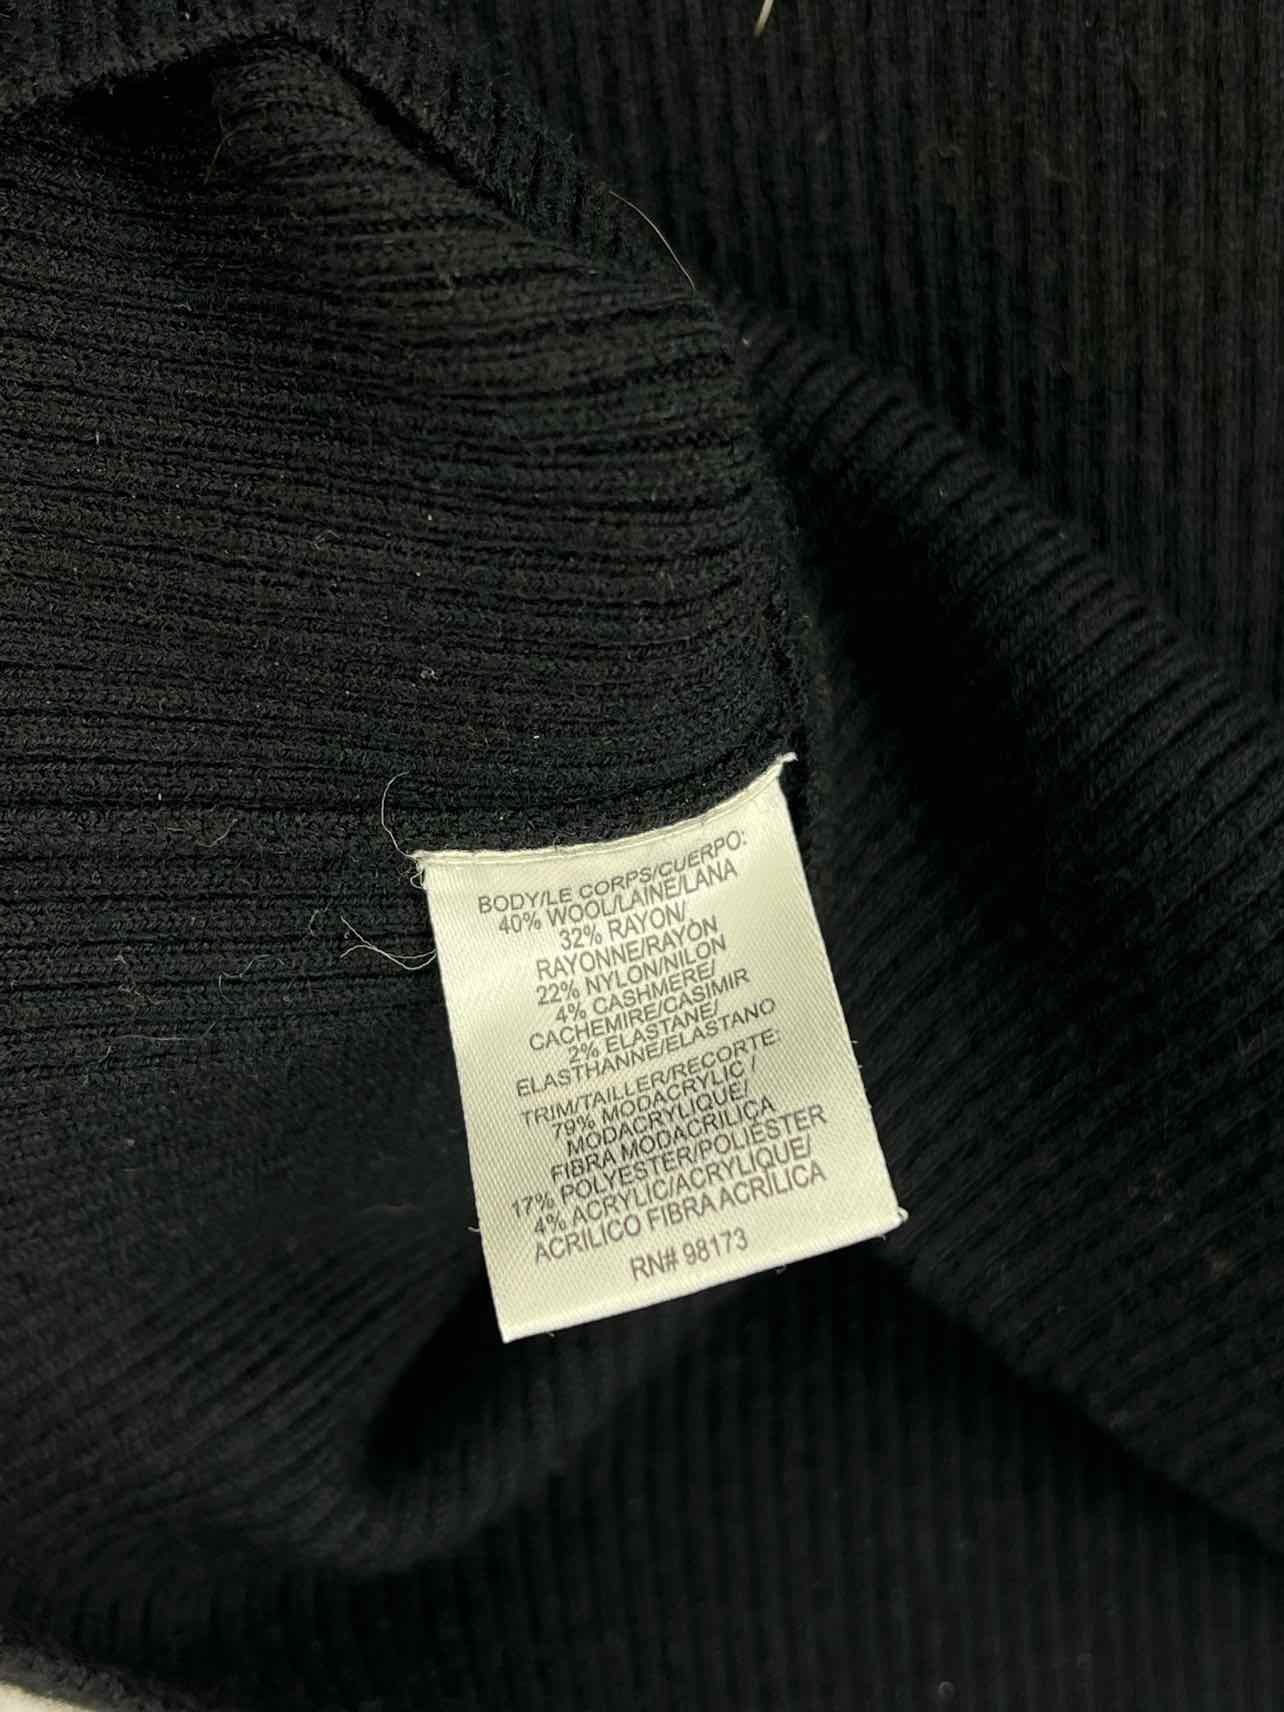 BODY/LE CORPS/CUERPO:
40% WOOL/LAINE/LANA
32% RAYON/
RAYONNE/RAYON
22% NYLON/NILON
4% CASHMERE/
CACHEMIRE/CASIMIR
2% ELASTANE/
ELASTHANNE/ELASTANO
TRIM/TAILLER/RECORTE:
79% MODACRYLIC /
MODACRYLIQUE/
FIBRA MODACRILICA
17% POLYESTER/POLIÉSTER
4% ACRYLIC/ACRYLIQUE/
ACRILICO FIBRA ACRÍLICA
RN# 98173